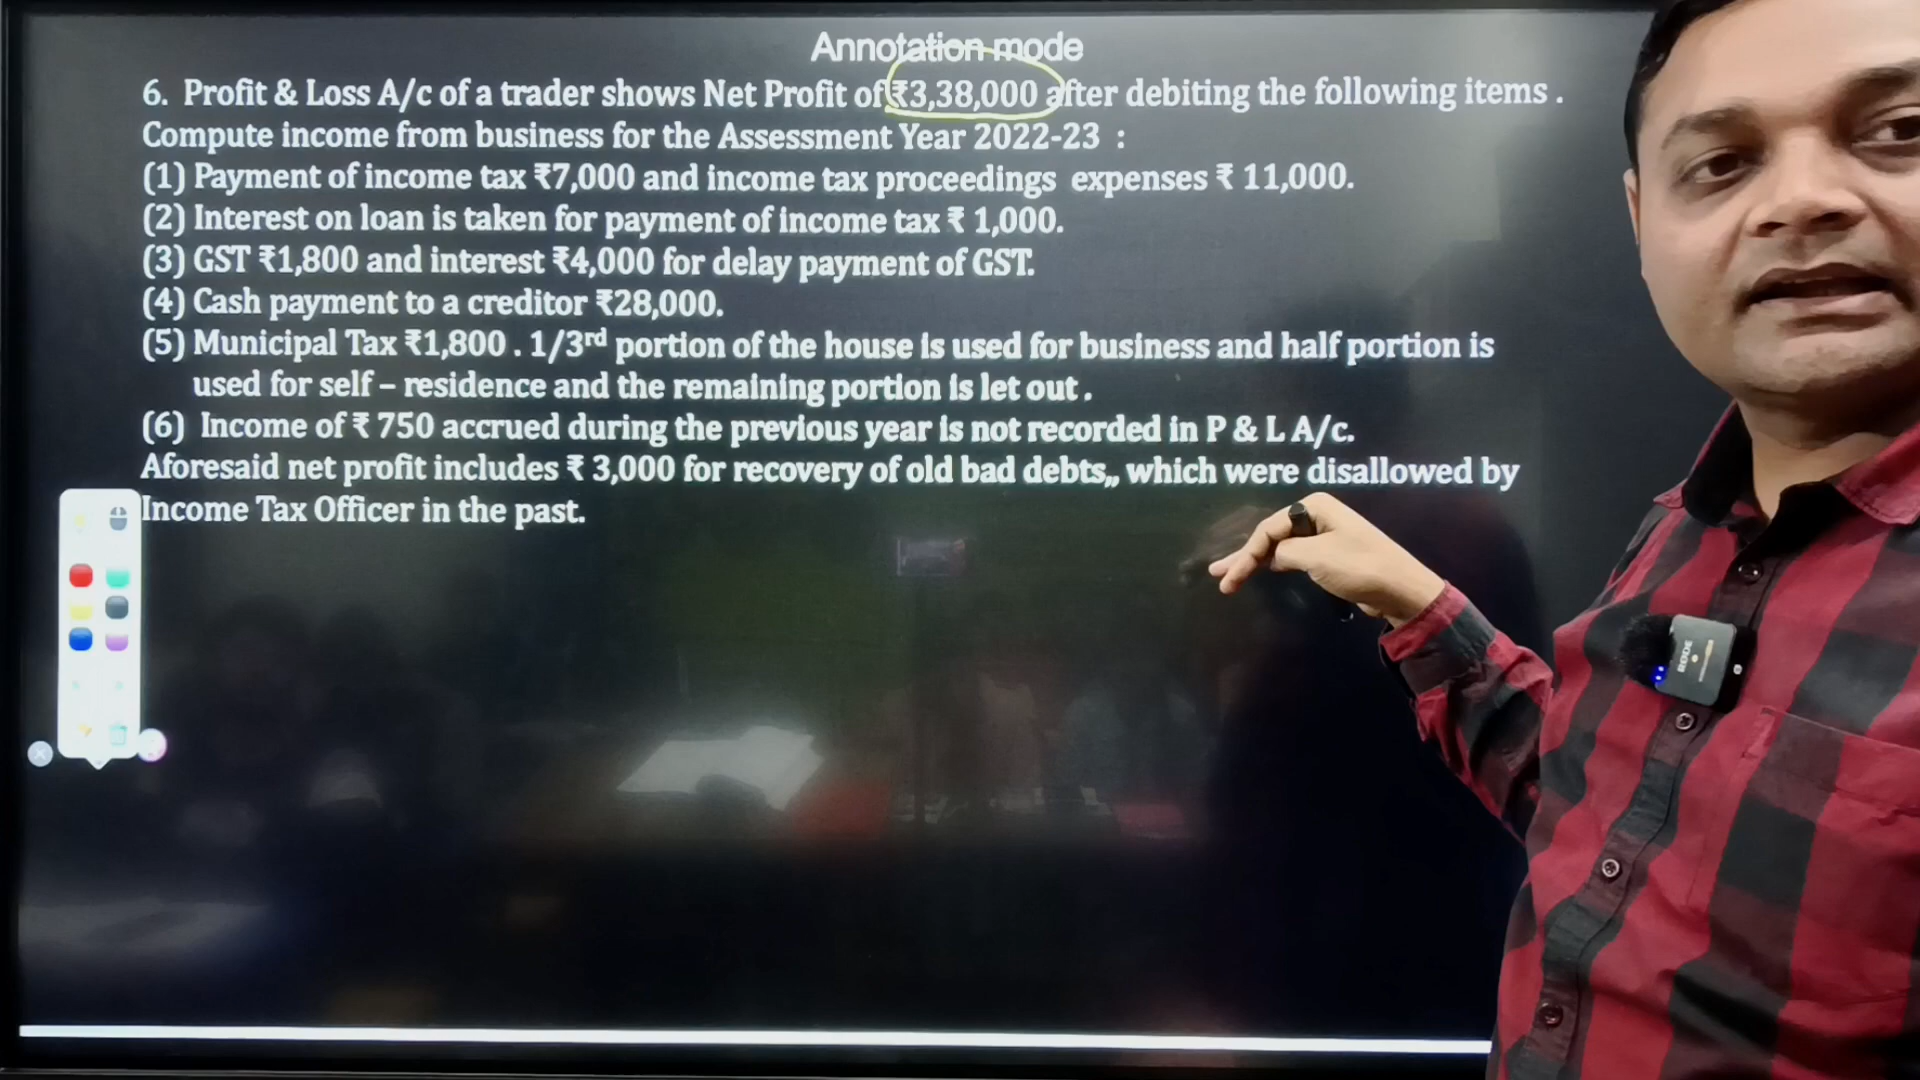 Annotation mode
6. Profit & Loss A/c of a trader shows Net Profit of ₹3,38,000 after debiting the following items .
Compute income from business for the Assessment Year 2022-23 :
(1) Payment of income tax ₹7,000 and income tax proceedings expenses ₹ 11,000.
(2) Interest on loan is taken for payment of income tax ₹ 1,000.
(3) GST ₹1,800 and interest ₹4,000 for delay payment of GST.
(4) Cash payment to a creditor ₹28,000.
(5) Municipal Tax ₹1,800 . 1/3rd portion of the house is used for business and half portion is
used for self – residence and the remaining portion is let out .
(6) Income of ₹ 750 accrued during the previous year is not recorded in P & L A/c.
Aforesaid net profit includes ₹ 3,000 for recovery of old bad debts,, which were disallowed by
Income Tax Officer in the past.
RODE